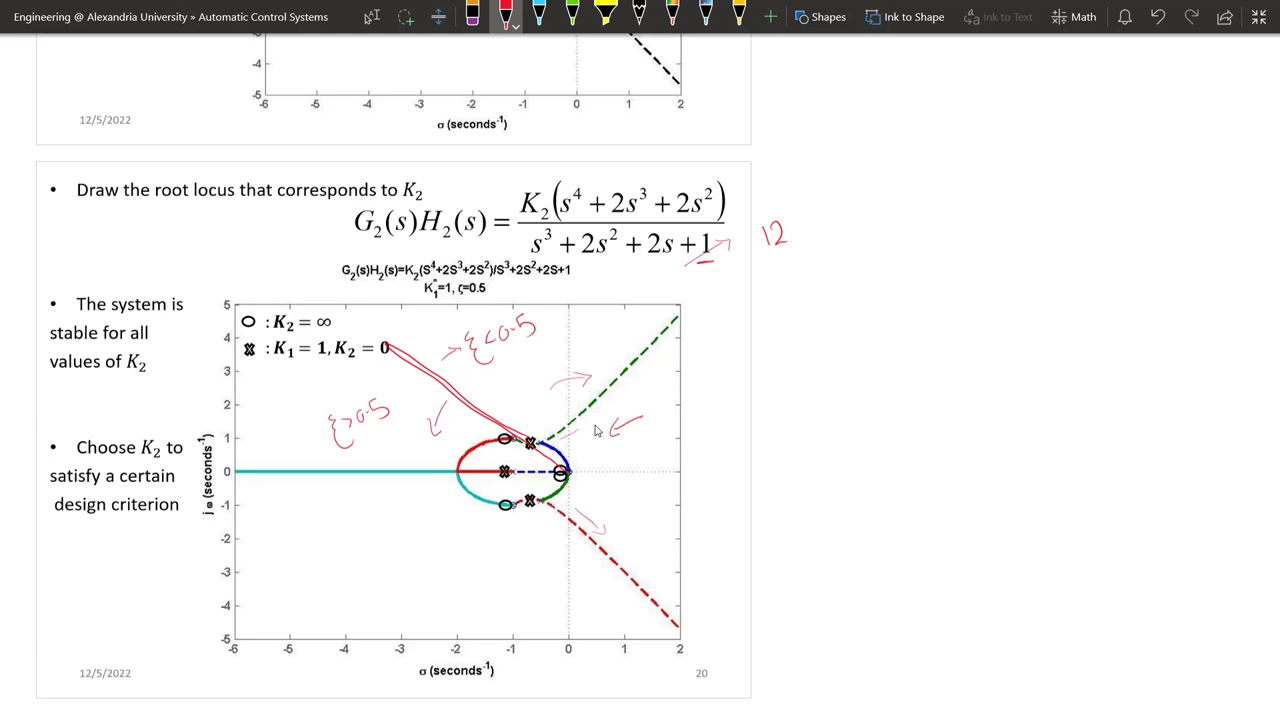 Engineering @ Alexandria University » Automatic Control Systems
Shapes
Ink to Shape
Ink to Text
Math
-4
-5
-6 -5 -4 -3 -2 -1 0 1 2
σ (seconds⁻¹)
12/5/2022
• Draw the root locus that corresponds to K₂
G₂(s)H₂(s) = K₂(s⁴ + 2s³ + 2s²) / s³ + 2s² + 2s + 1
12
G₂(s)H₂(s)=K₂(S⁴+2S³+2S²)/S³+2S²+2S+1
K₁*=1, ζ=0.5
• The system is
stable for all
values of K₂
• Choose K₂ to
satisfy a certain
design criterion
O : K₂ = ∞
: K₁ = 1, K₂ = 0
ξ<0.5
ξ>0.5
5
4
3
2
1
0
-1
-2
-3
-4
-5
j ω (seconds⁻¹)
-6 -5 -4 -3 -2 -1 0 1 2
σ (seconds⁻¹)
12/5/2022
20